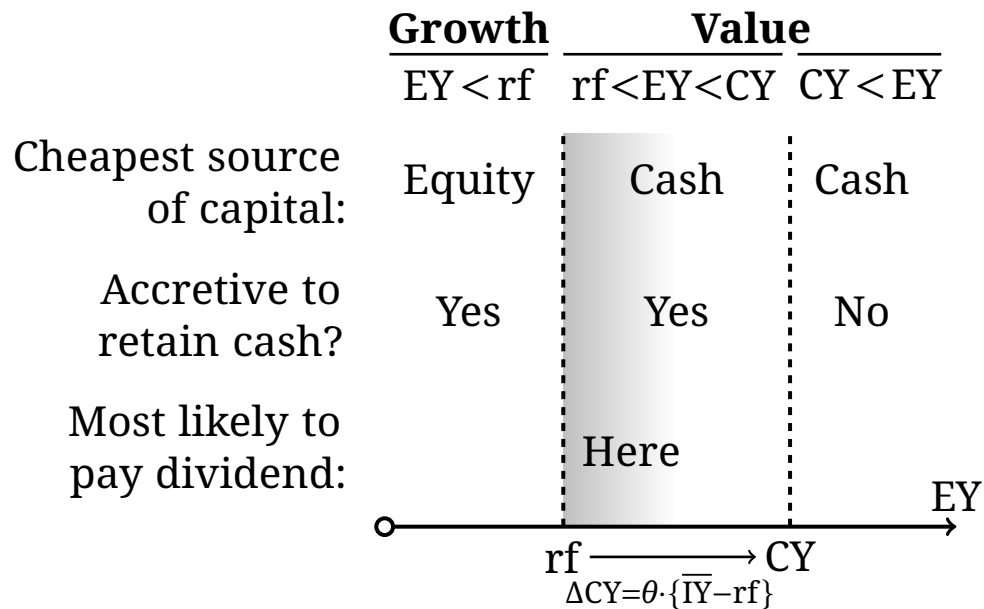 Growth Value
EY < rf rf<EY<CY CY < EY
Cheapest source
of capital:
Equity Cash Cash
Accretive to
retain cash?
Yes Yes No
Most likely to
pay dividend:
Here
EY
rf CY
ΔCY=θ·{I̅Y̅−rf}